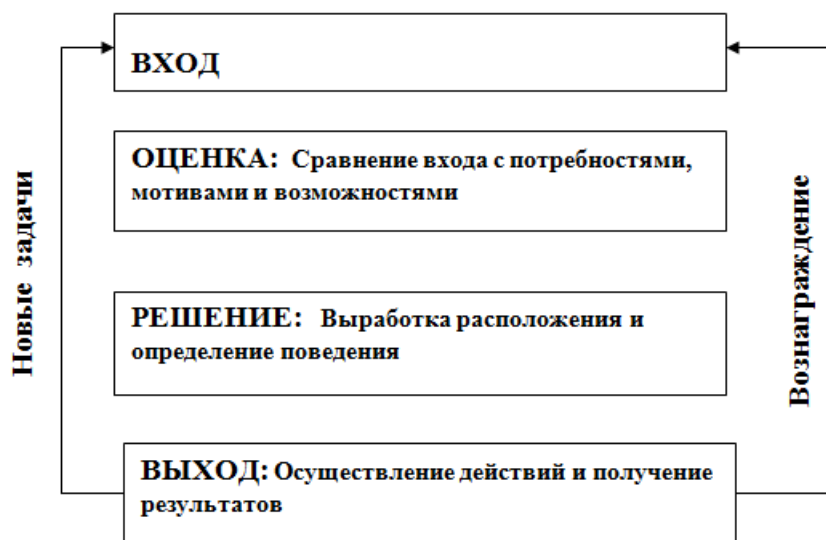 ВХОД
ОЦЕНКА: Сравнение входа с потребностями,
мотивами и возможностями
РЕШЕНИЕ: Выработка расположения и
определение поведения
ВЫХОД: Осуществление действий и получение
результатов
Новые задачи
Вознаграждение